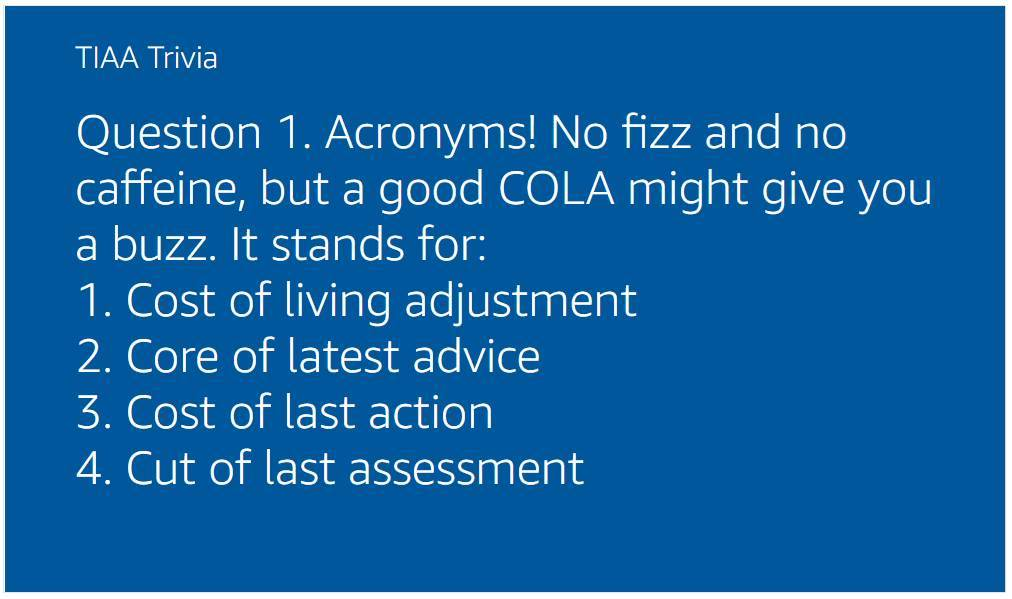 TIAA Trivia
Question 1. Acronyms! No fizz and no
caffeine, but a good COLA might give you
a buzz. It stands for:
1. Cost of living adjustment
2. Core of latest advice
3. Cost of last action
4. Cut of last assessment